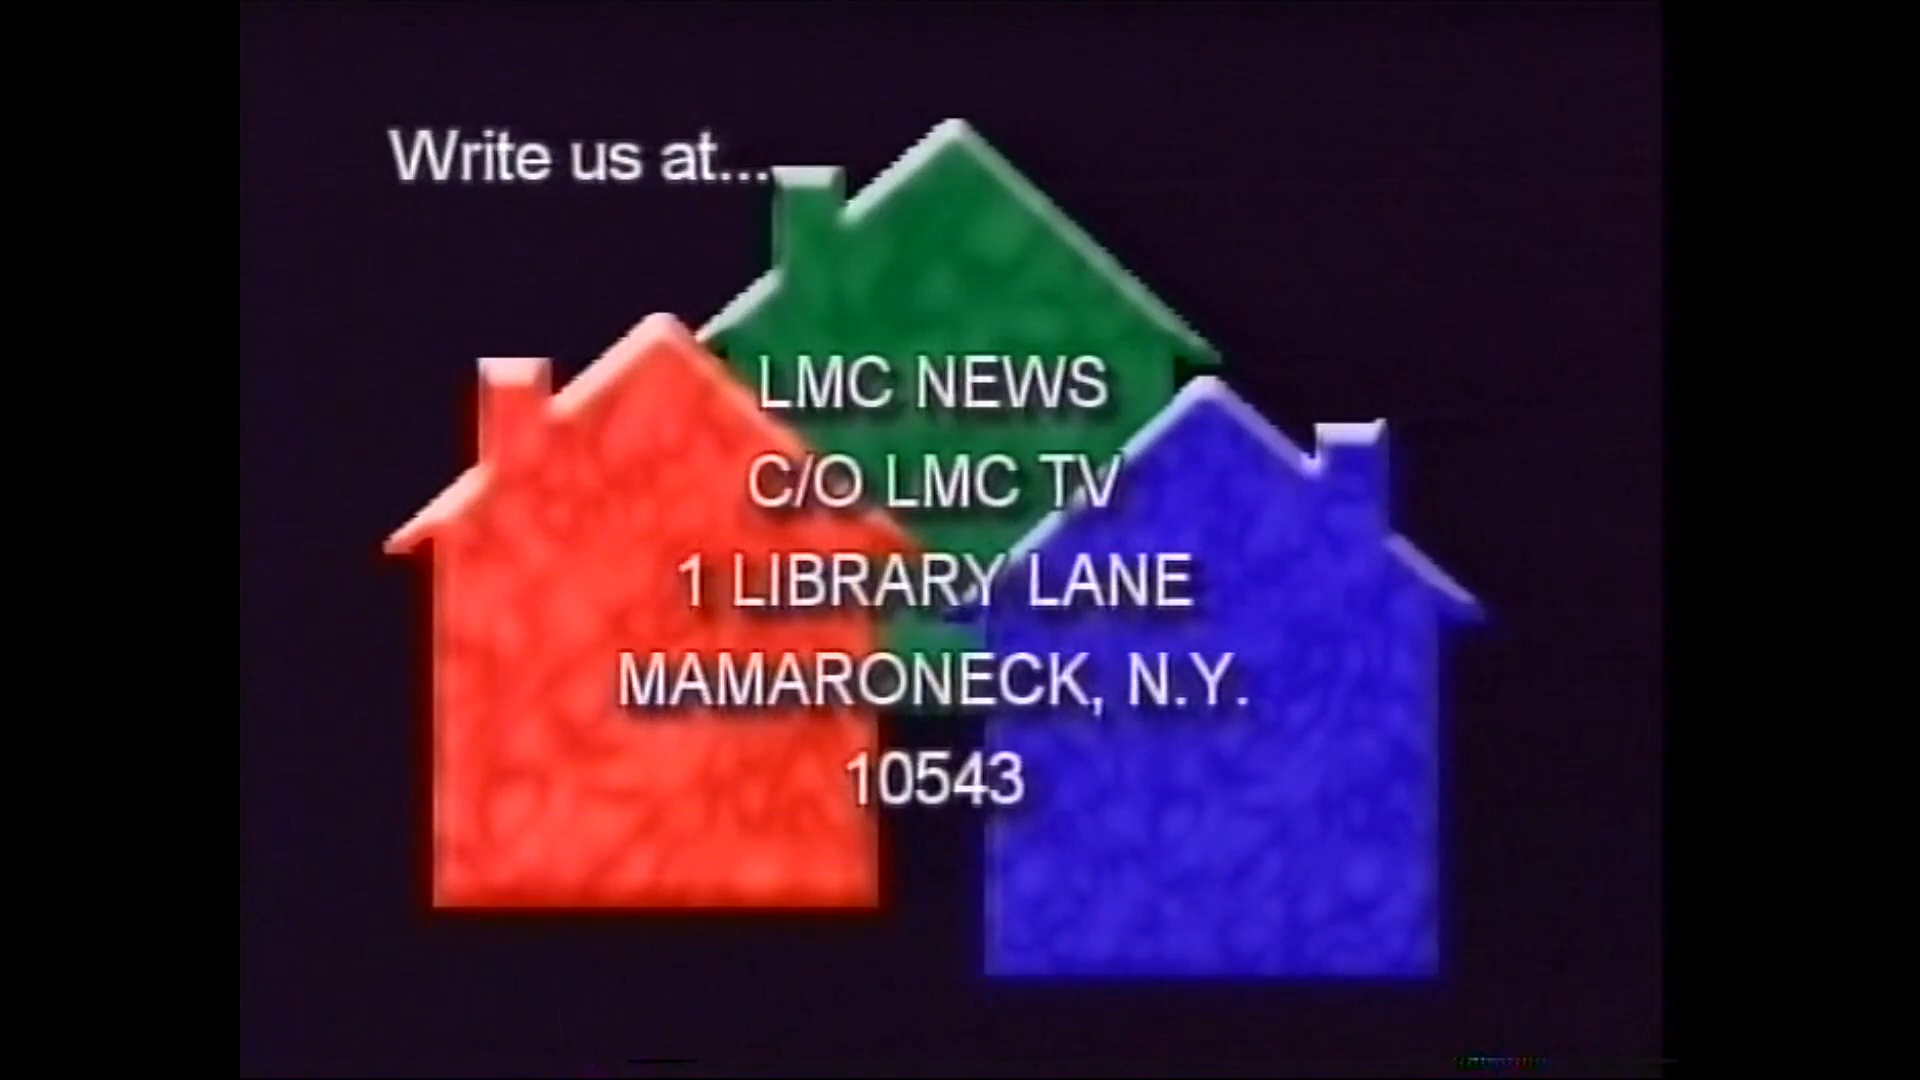 Write us at...
LMC NEWS
C/O LMC TV
1 LIBRARY LANE
MAMARONECK, N.Y.
10543